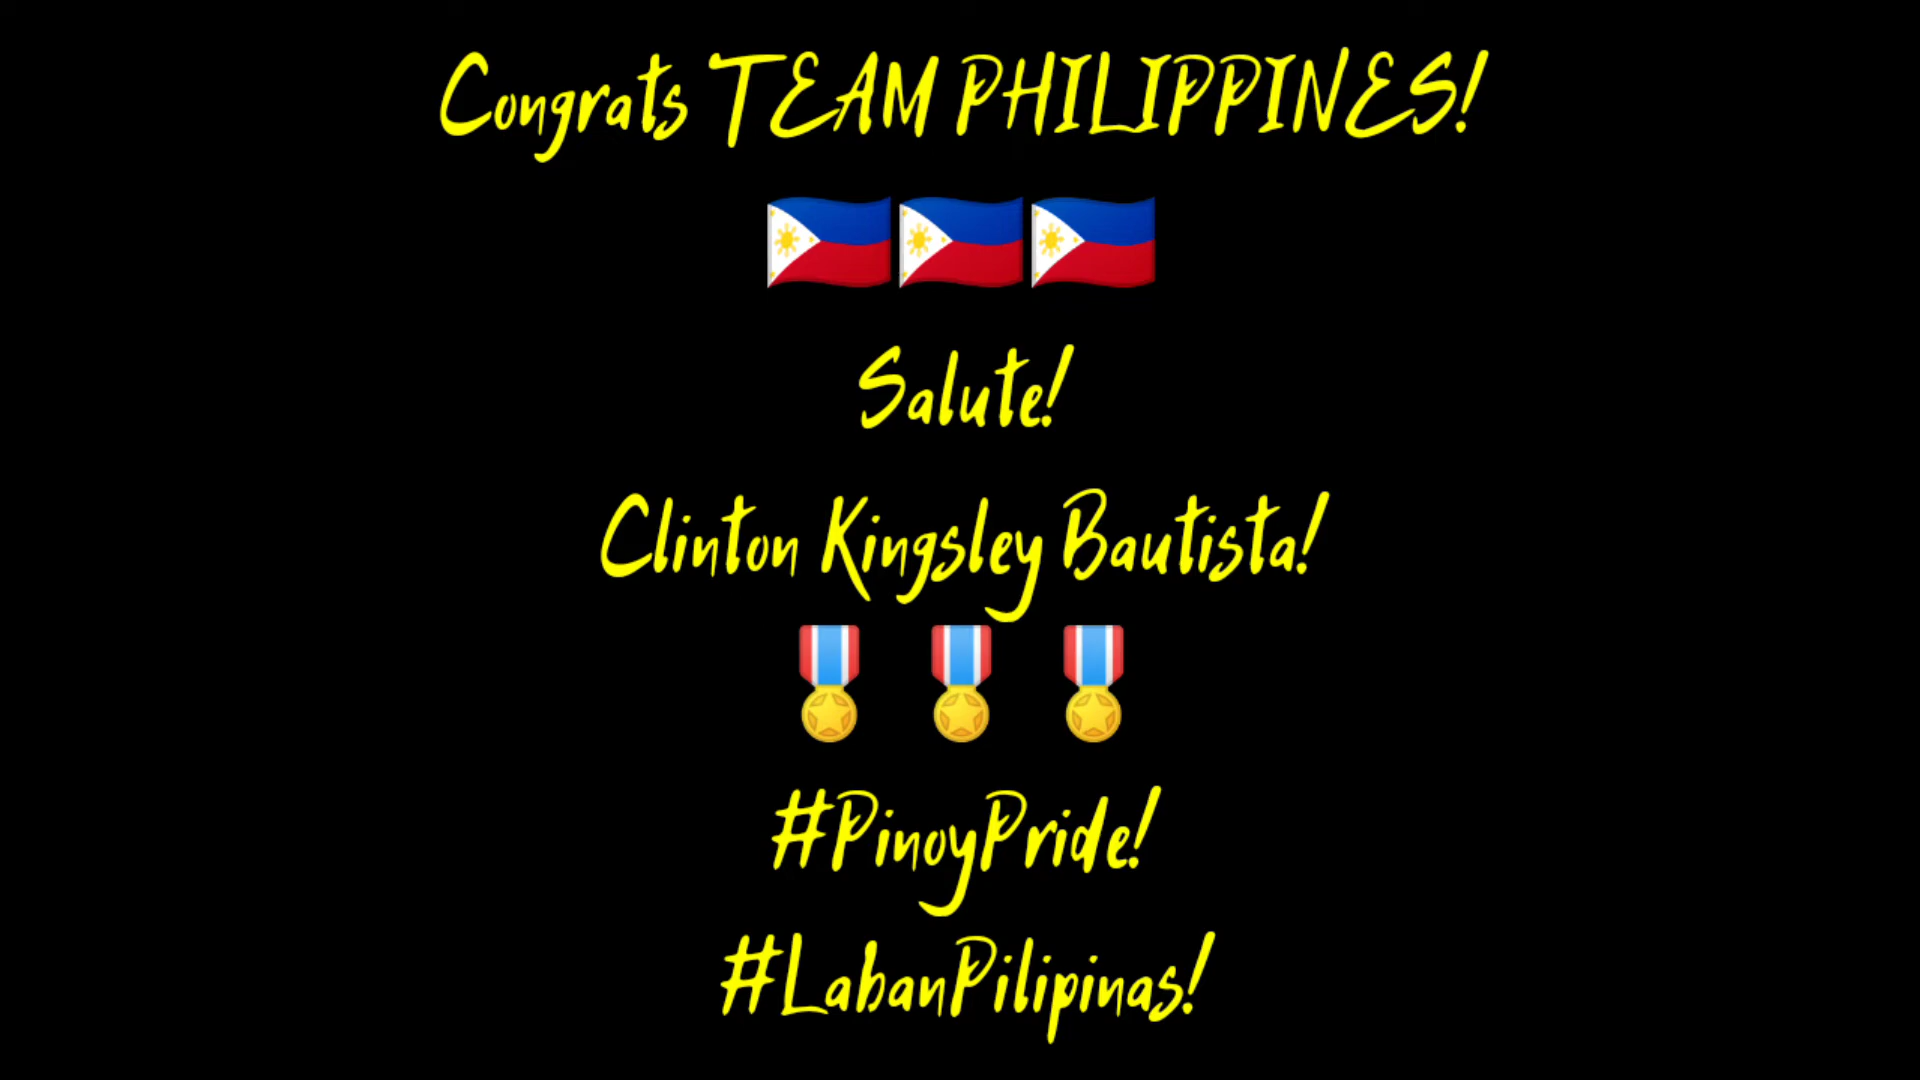 Congrats TEAM PHILIPPINES!
🇵🇭🇵🇭🇵🇭
Salute!
Clinton Kingsley Bautista!
🎖️🎖️🎖️
#PinoyPride!
#LabanPilipinas!